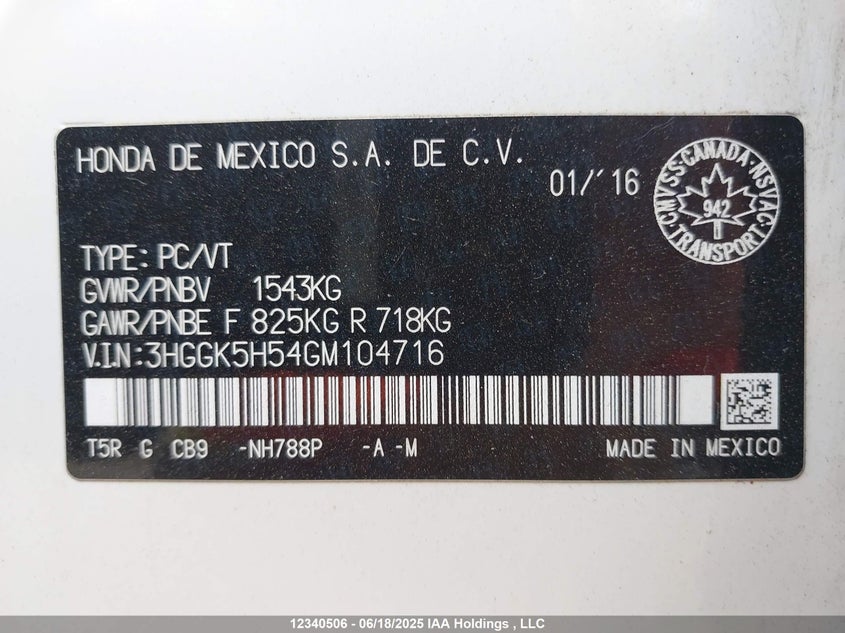 HONDA DE MEXICO S.A. DE C.V.
01/'16
CMVSS·CANADA·NSVAC·TRANSPORT
942
TYPE: PC/VT
GVWR/PNBV 1543KG
GAWR/PNBE F 825KG R 718KG
V.I.N:3HGGK5H54GM104716
T5R G CB9 -NH788P -A -M MADE IN MEXICO
12340506 - 06/18/2025 IAA Holdings , LLC